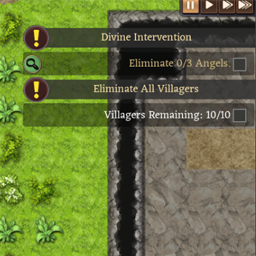 Divine Intervention
Eliminate 0/3 Angels.
Eliminate All Villagers
Villagers Remaining: 10/10